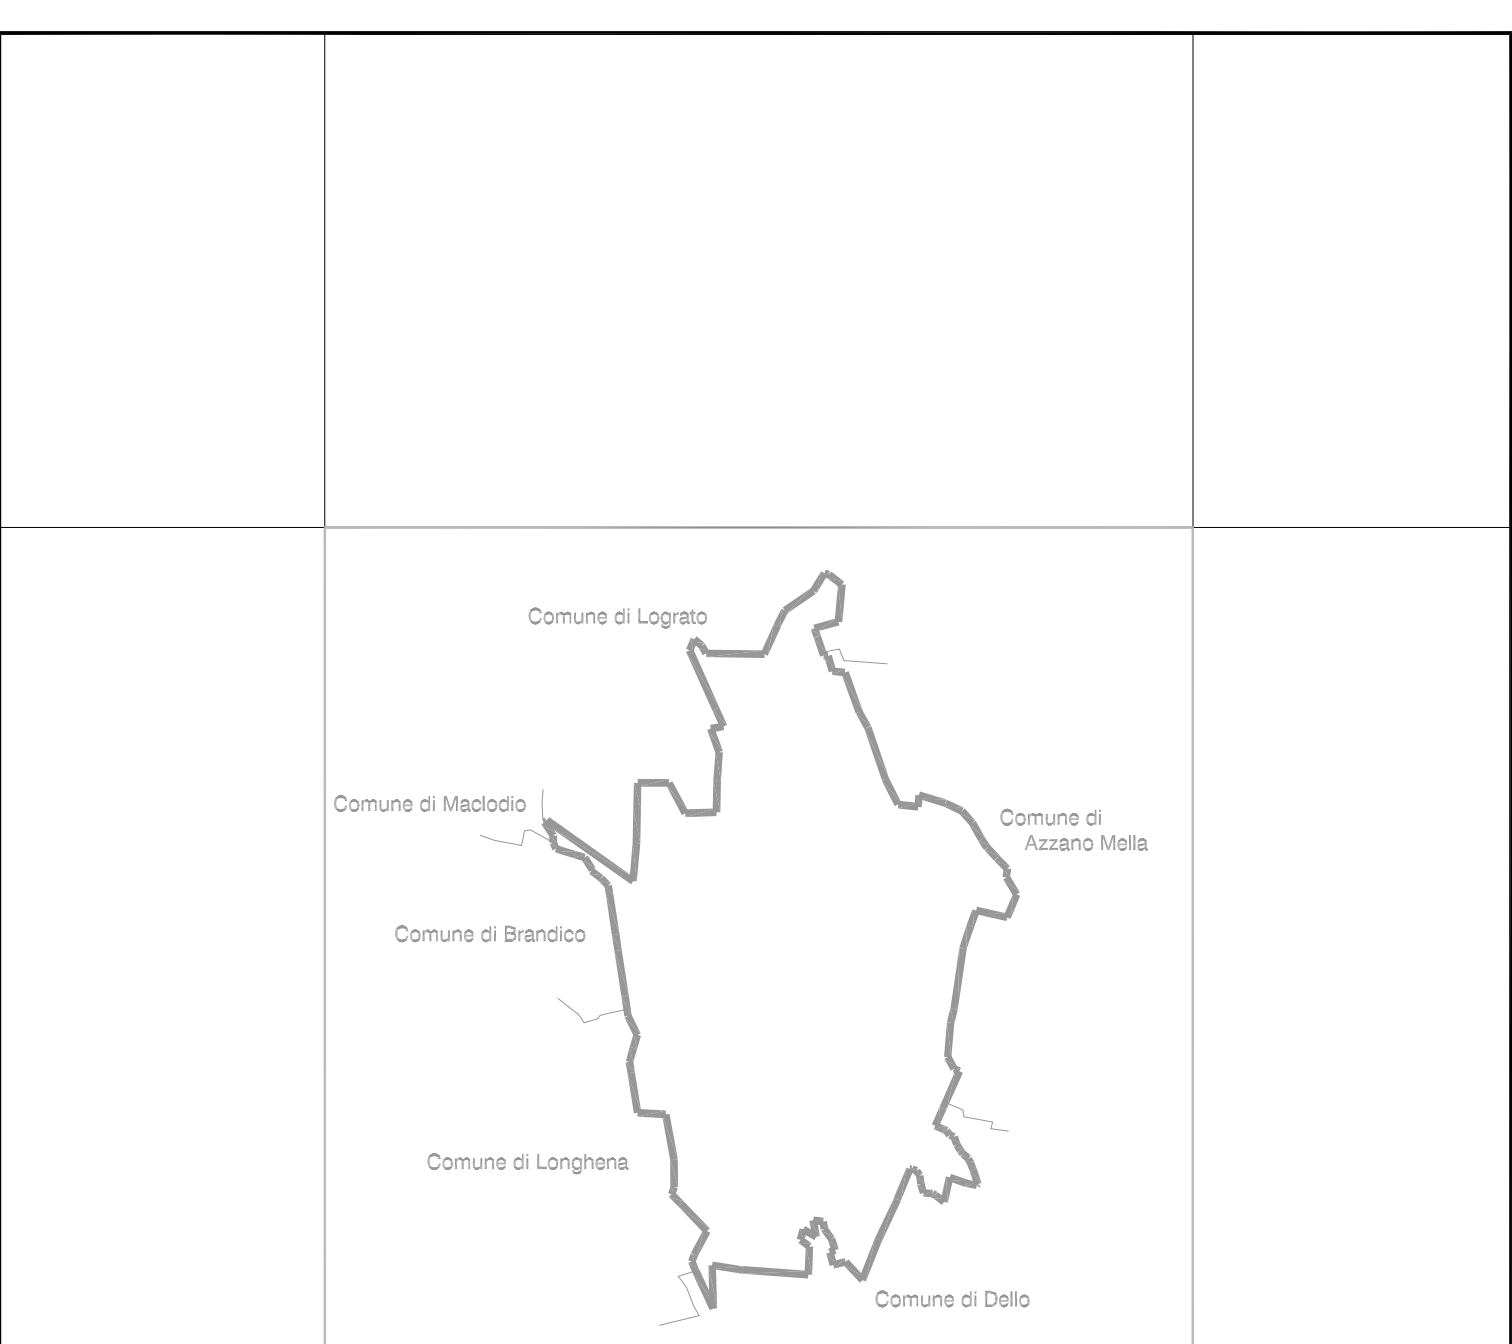 Comune di Lograto
Comune di Maclodio
Comune di
Azzano Mella
Comune di Brandico
Comune di Longhena
Comune di Dello